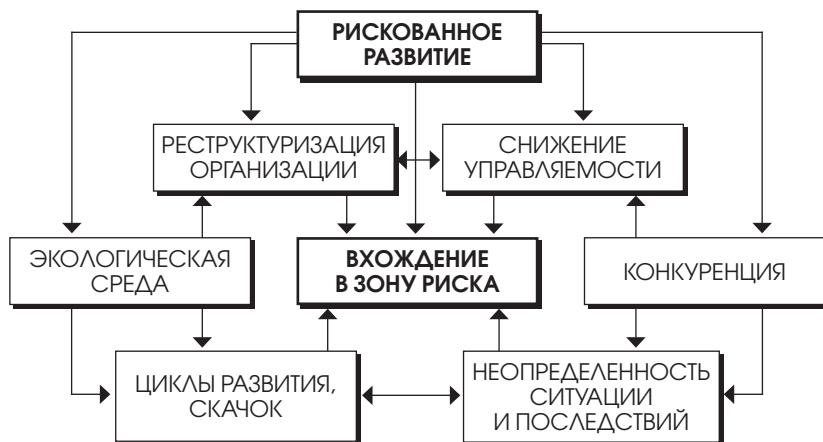 РИСКОВАННОЕ
РАЗВИТИЕ
РЕСТРУКТУРИЗАЦИЯ
ОРГАНИЗАЦИИ
СНИЖЕНИЕ
УПРАВЛЯЕМОСТИ
ЭКОЛОГИЧЕСКАЯ
СРЕДА
ВХОЖДЕНИЕ
В ЗОНУ РИСКА
КОНКУРЕНЦИЯ
ЦИКЛЫ РАЗВИТИЯ,
СКАЧОК
НЕОПРЕДЕЛЕННОСТЬ
СИТУАЦИИ
И ПОСЛЕДСТВИЙ